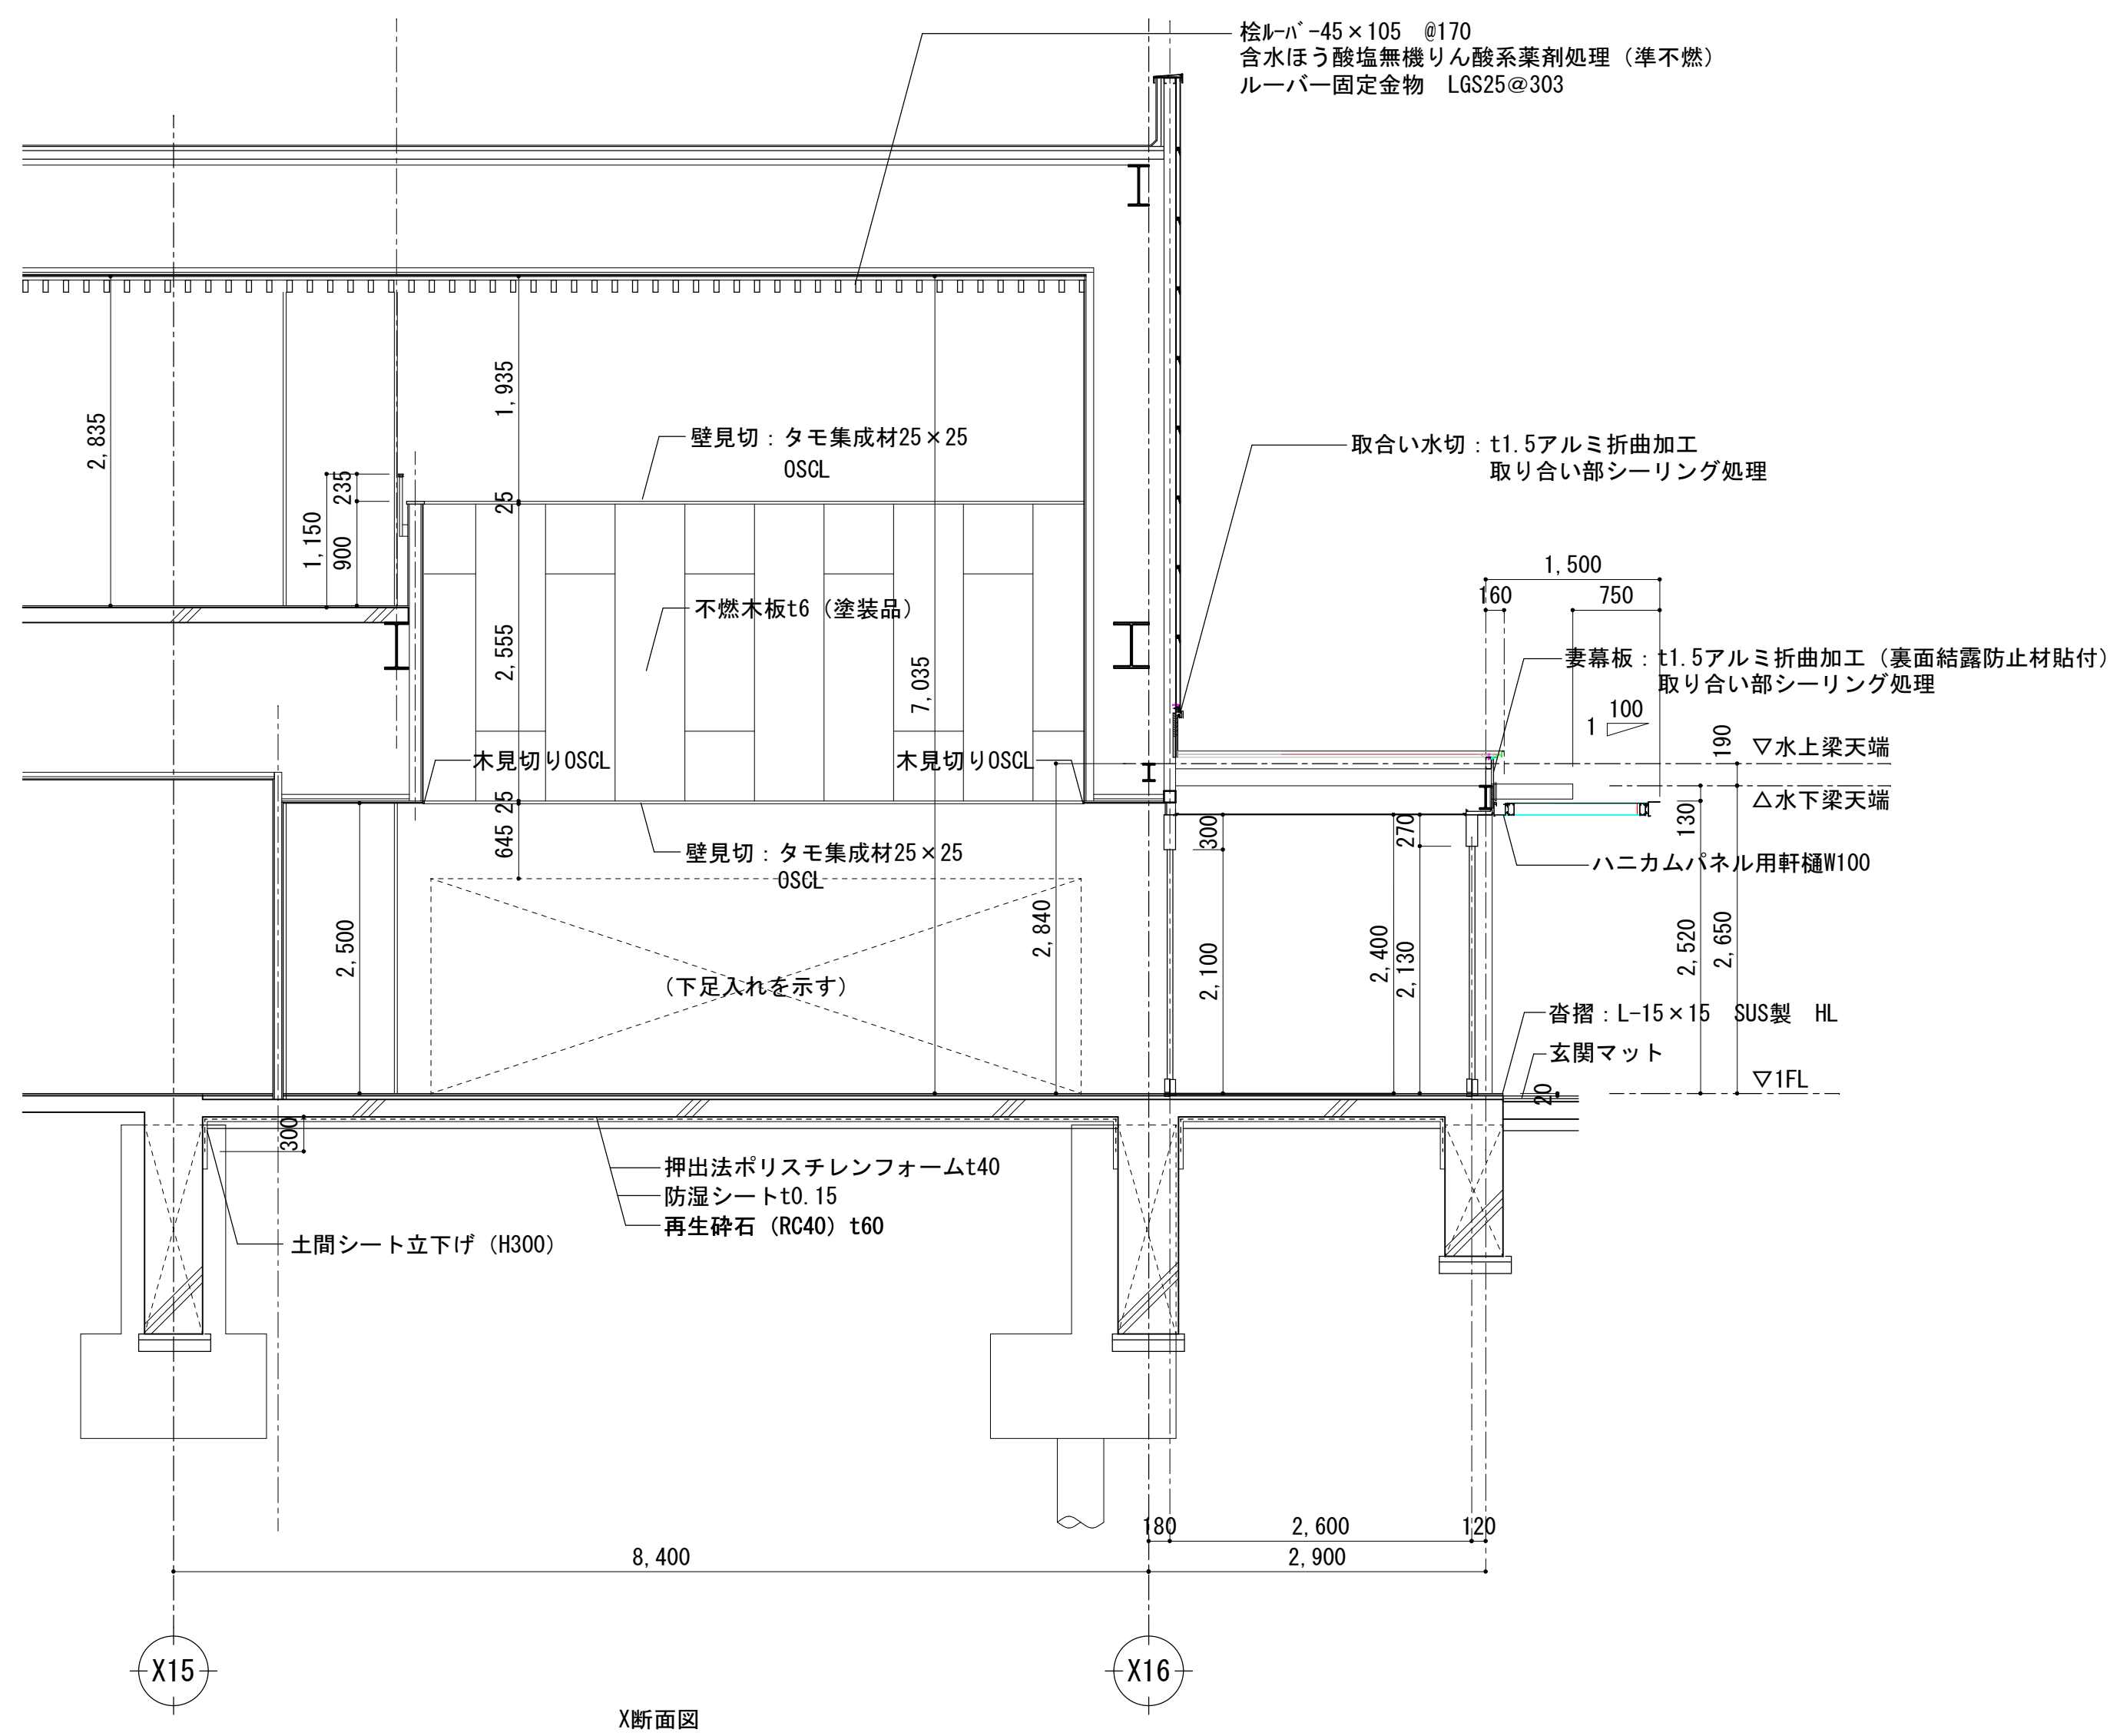 桧ルーバー45×105　@170
含水ほう酸塩無機りん酸系薬剤処理（準不燃）
ルーバー固定金物　LGS25@303
1,935
2,835
壁見切：タモ集成材25×25
OSCL
取合い水切：t1.5アルミ折曲加工
取り合い部シーリング処理
235
25
1,150
900
1,500
160
750
不燃木板t6（塗装品）
2,555
7,035
妻幕板：t1.5アルミ折曲加工（裏面結露防止材貼付）
取り合い部シーリング処理
100
1
190
▽水上梁天端
木見切りOSCL
木見切りOSCL
△水下梁天端
25
130
645
300
270
壁見切：タモ集成材25×25
OSCL
ハニカムパネル用軒樋W100
2,500
2,840
2,100
2,400
2,130
2,520
2,650
（下足入れを示す）
沓摺：L-15×15　SUS製　HL
玄関マット
▽1FL
20
300
押出法ポリスチレンフォームt40
防湿シートt0.15
再生砕石（RC40）t60
土間シート立下げ（H300）
180
2,600
120
8,400
2,900
X15
X16
X断面図